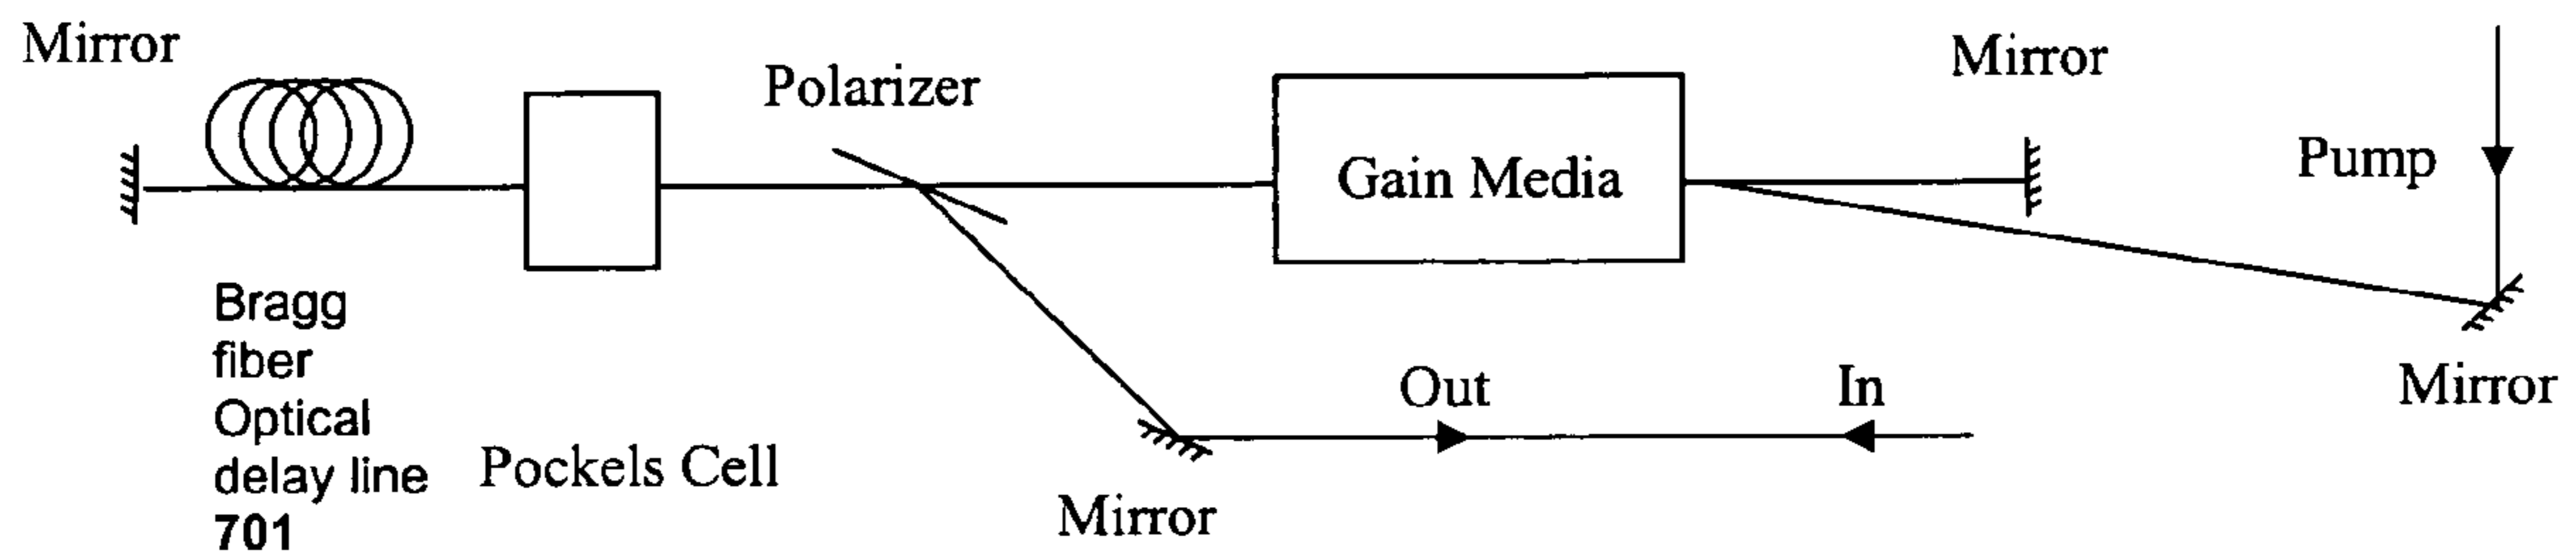 Mirror
Polarizer
Mirror
Pump
Gain Media
Bragg
fiber
Optical
delay line
701
Pockels Cell
Out
In
Mirror
Mirror